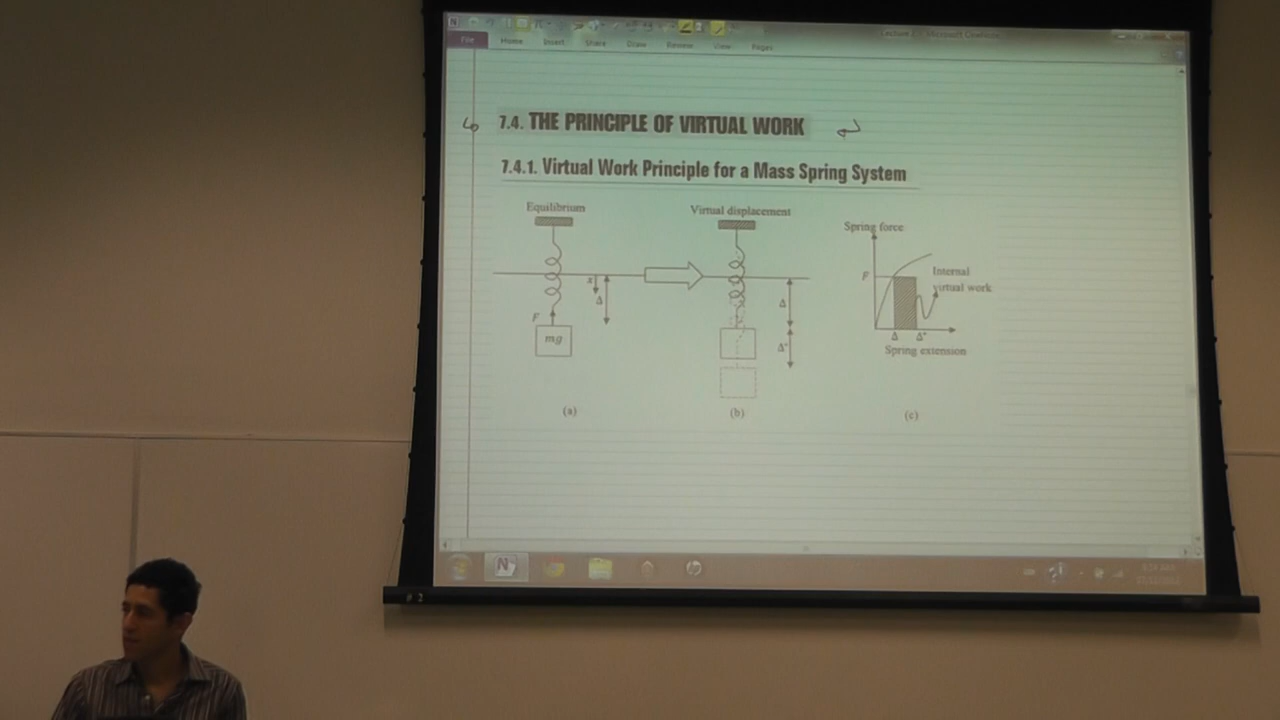 File Home Insert Share Draw Review View Pages
7.4. THE PRINCIPLE OF VIRTUAL WORK
7.4.1. Virtual Work Principle for a Mass Spring System
Equilibrium
Virtual displacement
Spring force
F
Internal
virtual work
x
Δ
Δ
F
mg
Δ*
Δ Δ*
Spring extension
(a)
(b)
(c)
# 2